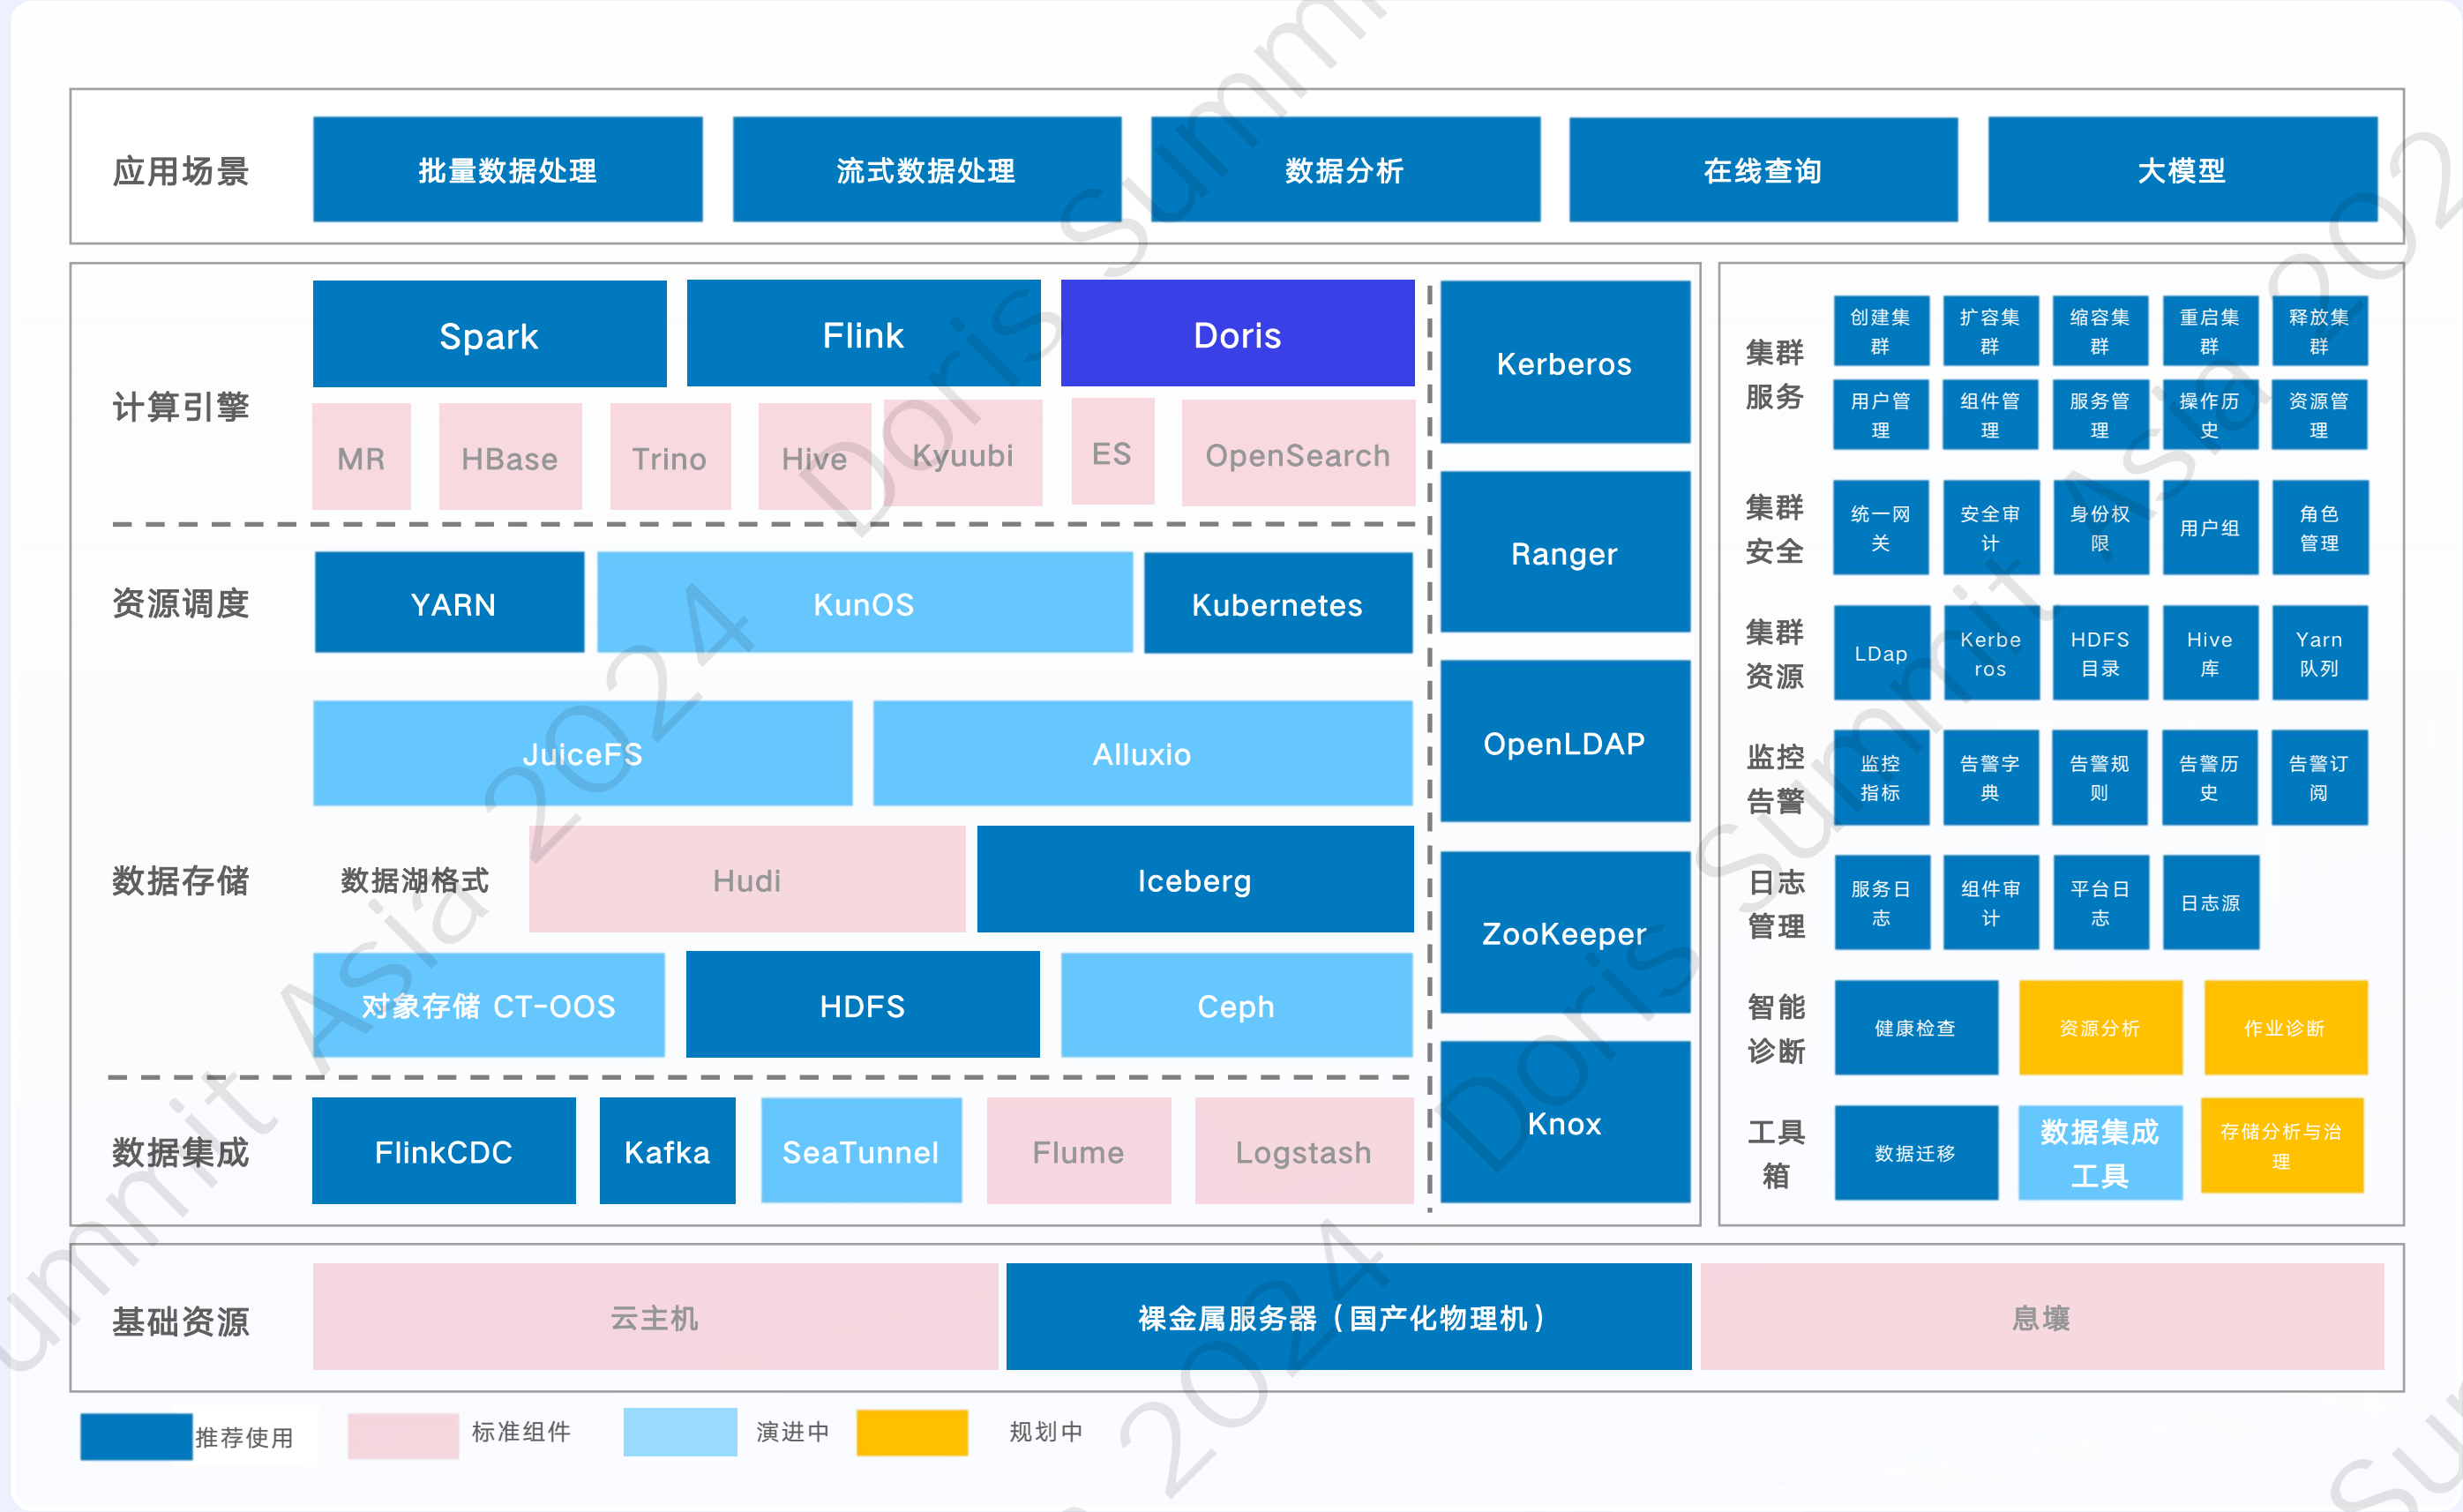 应用场景
批量数据处理
流式数据处理
数据分析
在线查询
大模型
计算引擎
Spark
Flink
Doris
MR
HBase
Trino
Hive
Kyuubi
ES
OpenSearch
资源调度
YARN
KunOS
Kubernetes
数据存储
JuiceFS
Alluxio
数据湖格式
Hudi
Iceberg
对象存储 CT-OOS
HDFS
Ceph
数据集成
FlinkCDC
Kafka
SeaTunnel
Flume
Logstash
Kerberos
Ranger
OpenLDAP
ZooKeeper
Knox
集群
服务
创建集
群
扩容集
群
缩容集
群
重启集
群
释放集
群
用户管
理
组件管
理
服务管
理
操作历
史
资源管
理
集群
安全
统一网
关
安全审
计
身份权
限
用户组
角色
管理
集群
资源
LDap
Kerbe
ros
HDFS
目录
Hive
库
Yarn
队列
监控
告警
监控
指标
告警字
典
告警规
则
告警历
史
告警订
阅
日志
管理
服务日
志
组件审
计
平台日
志
日志源
智能
诊断
健康检查
资源分析
作业诊断
工具
箱
数据迁移
数据集成
工具
存储分析与治
理
基础资源
云主机
裸金属服务器（国产化物理机）
息壤
推荐使用
标准组件
演进中
规划中
Doris Summit Asia 2024
Doris Summit Asia 2024